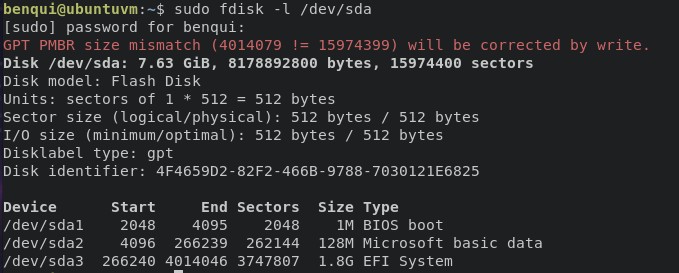 benqui@ubuntuvm:~$ sudo fdisk -l /dev/sda
[sudo] password for benqui:
GPT PMBR size mismatch (4014079 != 15974399) will be corrected by write.
Disk /dev/sda: 7.63 GiB, 8178892800 bytes, 15974400 sectors
Disk model: Flash Disk
Units: sectors of 1 * 512 = 512 bytes
Sector size (logical/physical): 512 bytes / 512 bytes
I/O size (minimum/optimal): 512 bytes / 512 bytes
Disklabel type: gpt
Disk identifier: 4F4659D2-82F2-466B-9788-7030121E6825
Device Start End Sectors Size Type
/dev/sda1 2048 4095 2048 1M BIOS boot
/dev/sda2 4096 266239 262144 128M Microsoft basic data
/dev/sda3 266240 4014046 3747807 1.8G EFI System